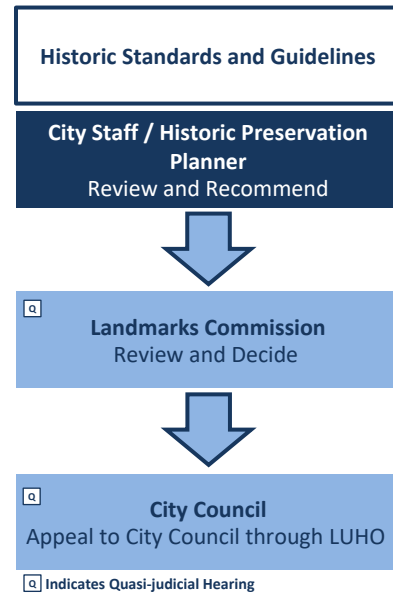 Historic Standards and Guidelines
City Staff / Historic Preservation
Planner
Review and Recommend
Q
Landmarks Commission
Review and Decide
Q
City Council
Appeal to City Council through LUHO
Q Indicates Quasi-judicial Hearing